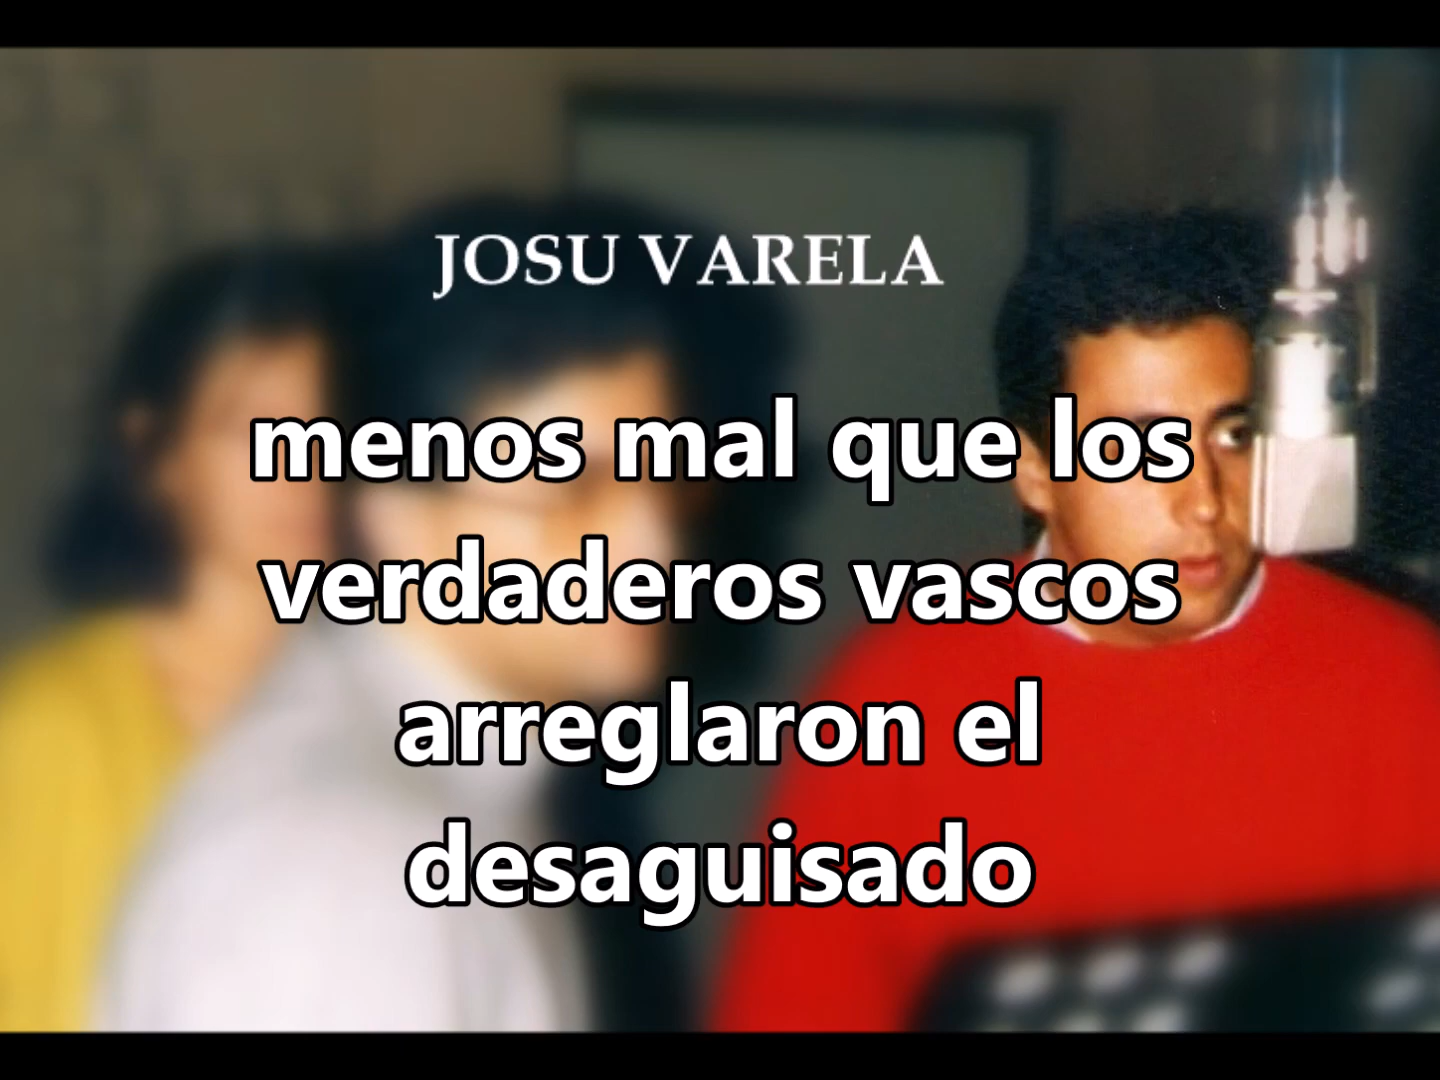 JOSU VARELA
menos mal que los
verdaderos vascos
arreglaron el
desaguisado